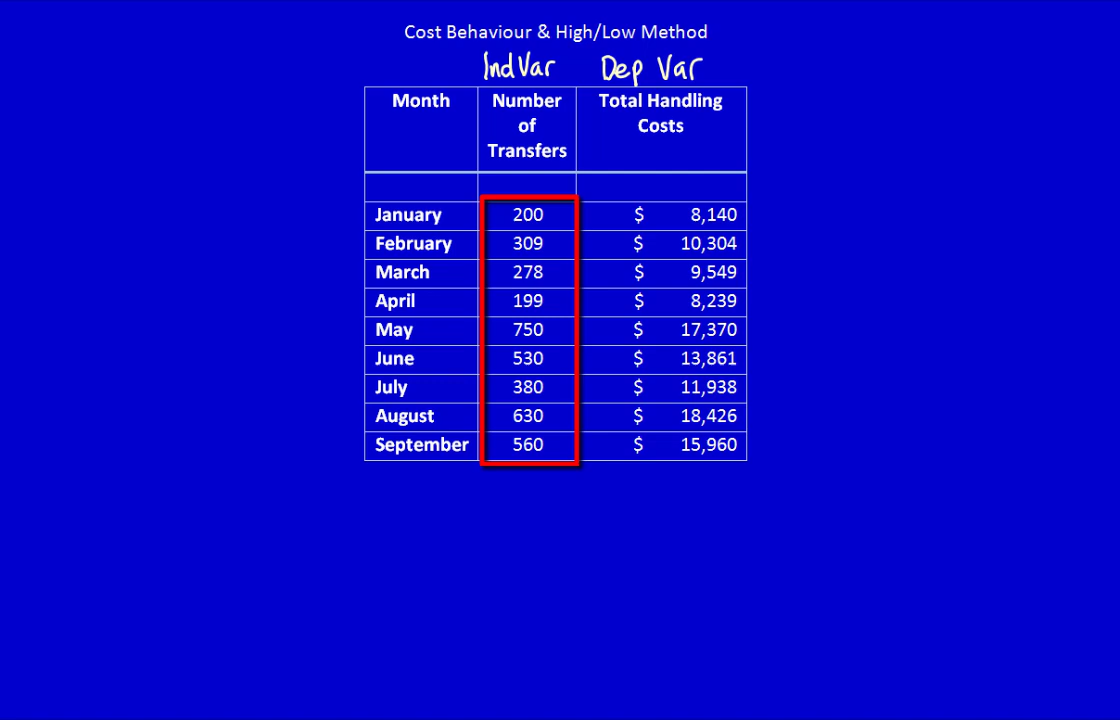 Cost Behaviour & High/Low Method
Ind Var Dep Var
Month Number Total Handling
of Costs
Transfers
January 200 $ 8,140
February 309 $ 10,304
March 278 $ 9,549
April 199 $ 8,239
May 750 $ 17,370
June 530 $ 13,861
July 380 $ 11,938
August 630 $ 18,426
September 560 $ 15,960